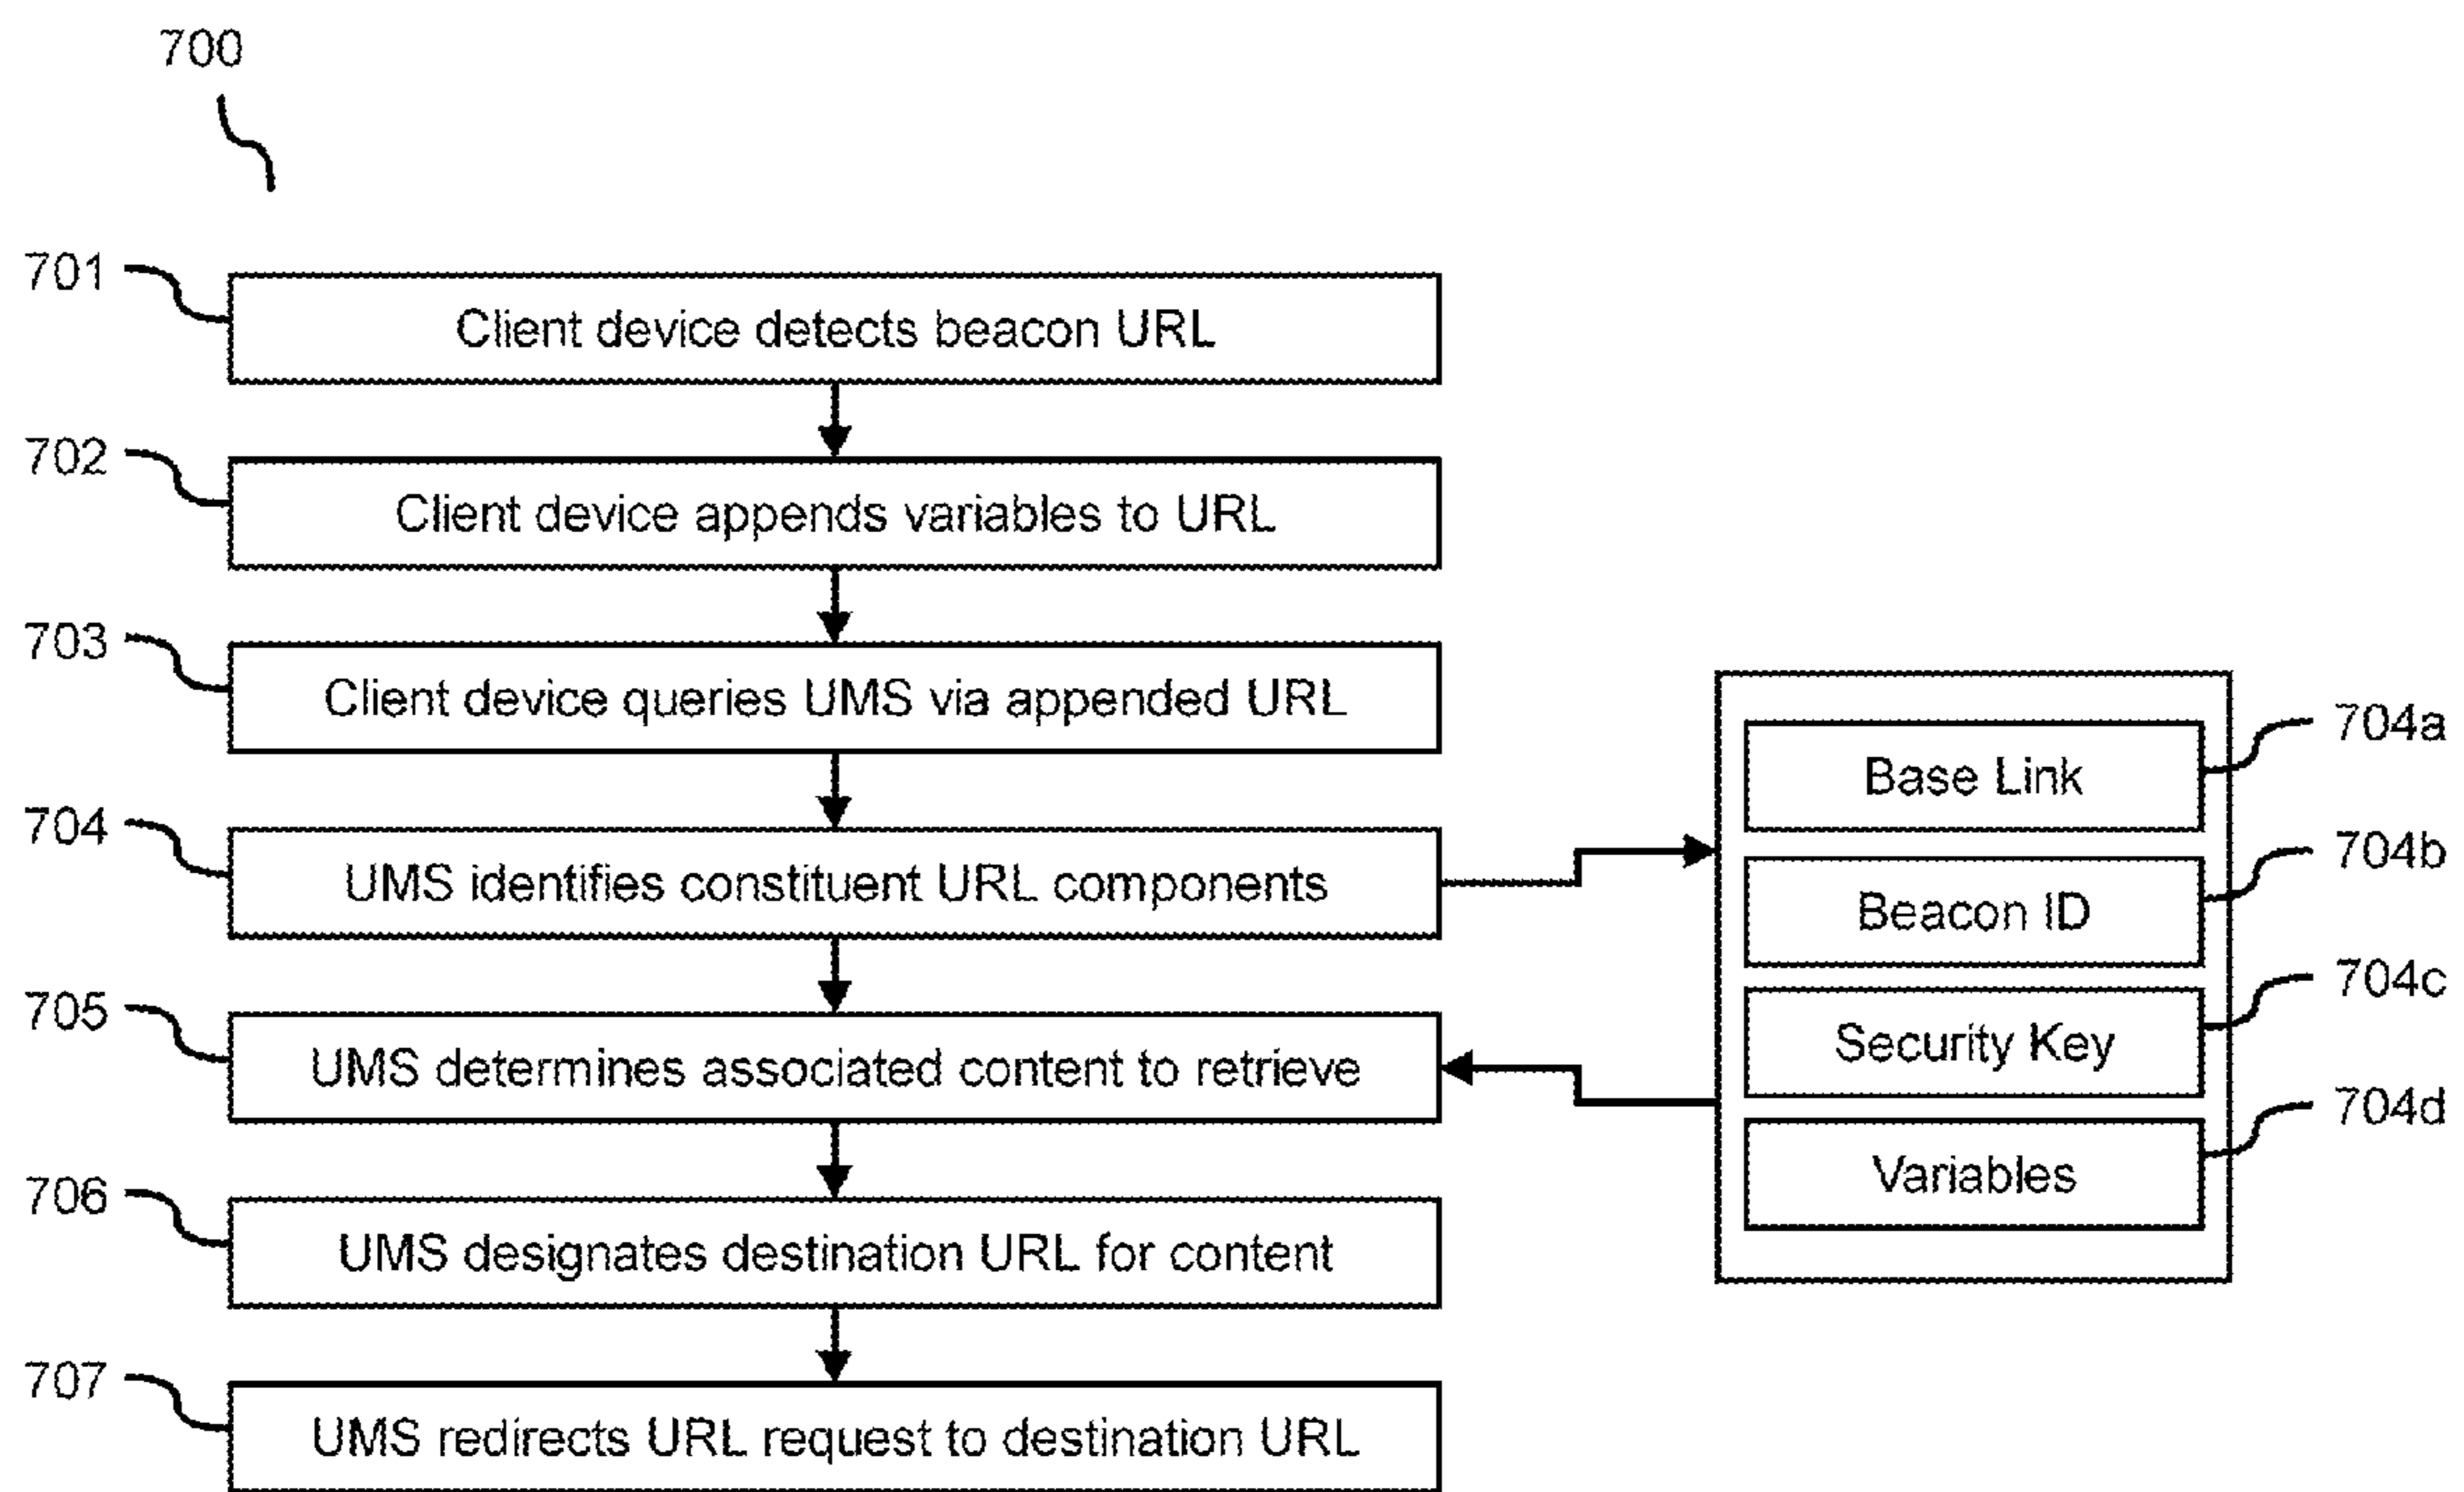 700
701
Client device detects beacon URL
702
Client device appends variables to URL
703
Client device queries UMS via appended URL
704
UMS identifies constituent URL components
705
UMS determines associated content to retrieve
706
UMS designates destination URL for content
707
UMS redirects URL request to destination URL
Base Link
704a
Beacon ID
704b
Security Key
704c
Variables
704d